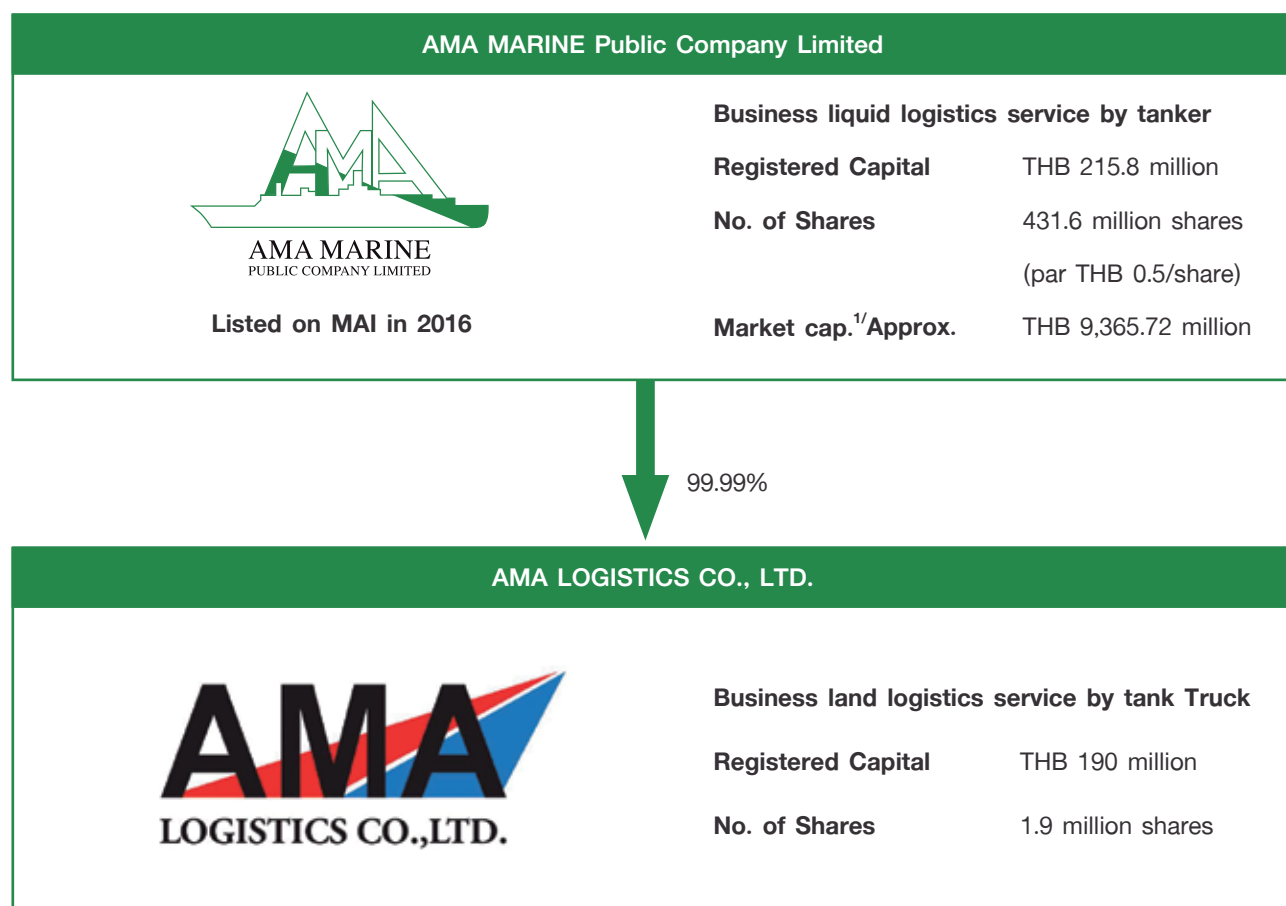 AMA MARINE Public Company Limited
AMA
AMA MARINE
PUBLIC COMPANY LIMITED
Listed on MAI in 2016
Business liquid logistics service by tanker
Registered Capital THB 215.8 million
No. of Shares 431.6 million shares
(par THB 0.5/share)
Market cap.1/Approx. THB 9,365.72 million
99.99%
AMA LOGISTICS CO., LTD.
AMA
LOGISTICS CO.,LTD.
Business land logistics service by tank Truck
Registered Capital THB 190 million
No. of Shares 1.9 million shares